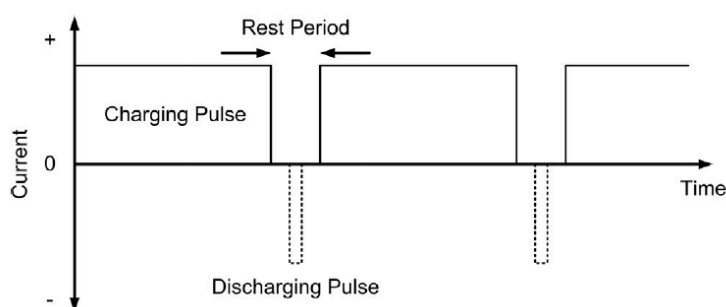 +
Rest Period
Charging Pulse
Current
0
Time
Discharging Pulse
-